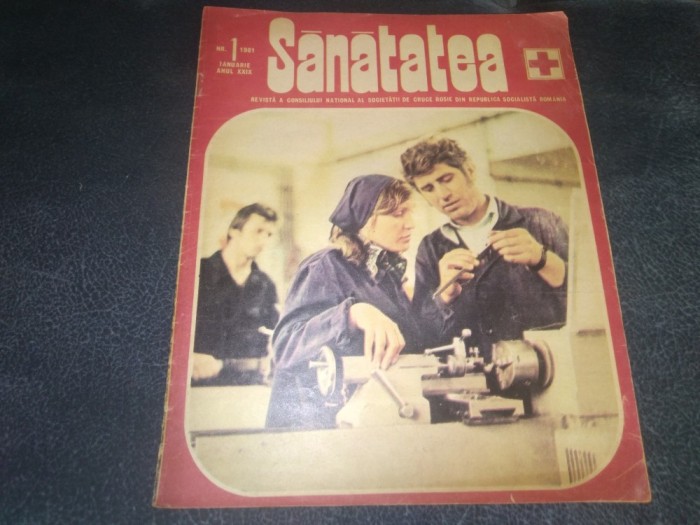 NR. 1 1981
IANUARIE
ANUL XXIX
Sănătatea
REVISTĂ A CONSILIULUI NAȚIONAL AL SOCIETĂȚII DE CRUCE ROȘIE DIN REPUBLICA SOCIALISTĂ ROMÂNIA